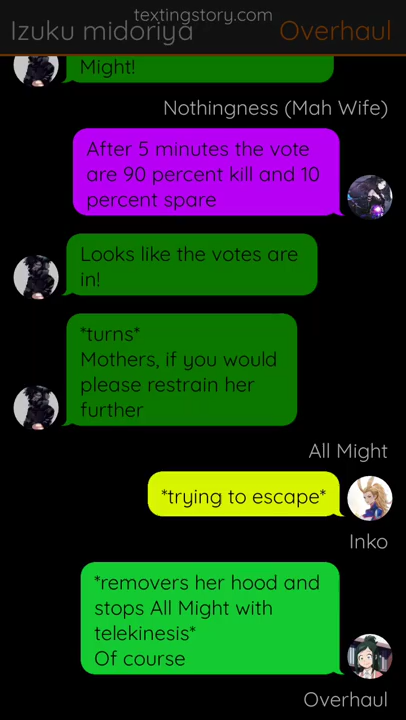 textingstory.com
Izuku midoriya
Overhaul
Might!
Nothingness (Mah Wife)
After 5 minutes the vote
are 90 percent kill and 10
percent spare
Looks like the votes are
in!
*turns*
Mothers, if you would
please restrain her
further
All Might
*trying to escape*
Inko
*removers her hood and
stops All Might with
telekinesis*
Of course
Overhaul